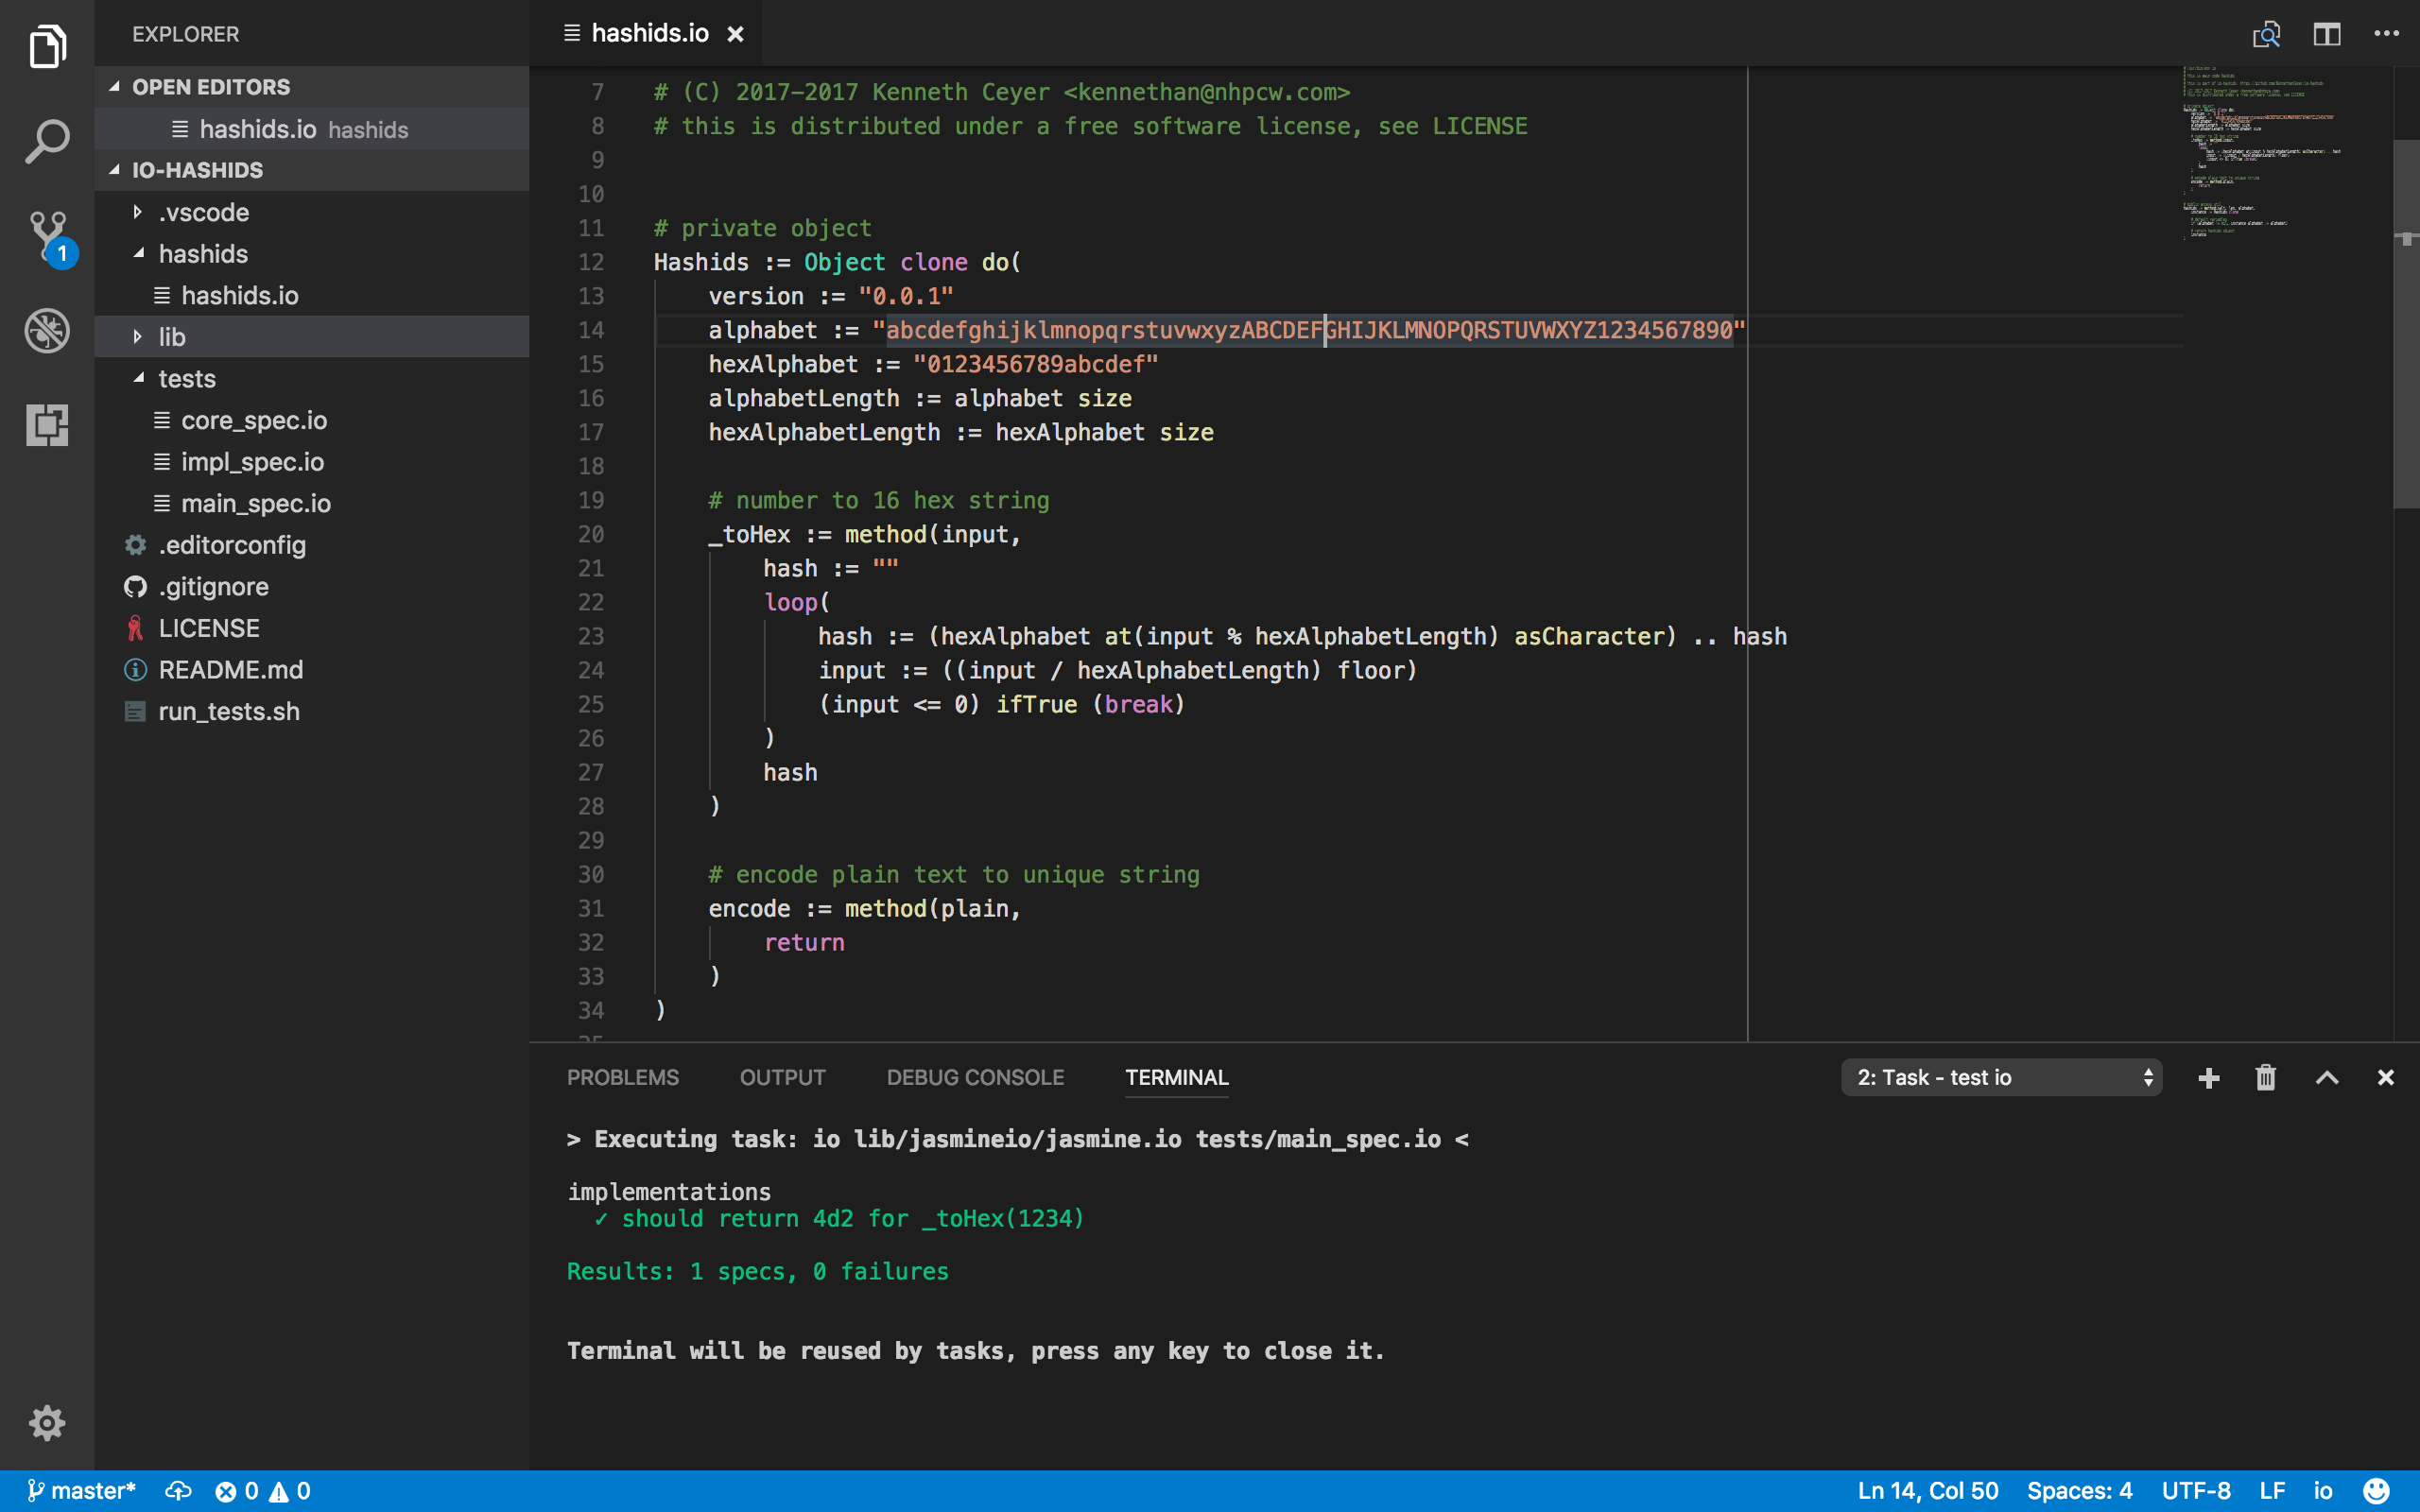 EXPLORER
OPEN EDITORS
hashids.io hashids
IO-HASHIDS
.vscode
hashids
hashids.io
lib
tests
core_spec.io
impl_spec.io
main_spec.io
.editorconfig
.gitignore
LICENSE
README.md
run_tests.sh
1
hashids.io
7 # (C) 2017-2017 Kenneth Ceyer <kennethan@nhpcw.com>
8 # this is distributed under a free software license, see LICENSE
9
10
11 # private object
12 Hashids := Object clone do(
13     version := "0.0.1"
14     alphabet := "abcdefghijklmnopqrstuvwxyzABCDEFGHIJKLMNOPQRSTUVWXYZ1234567890"
15     hexAlphabet := "0123456789abcdef"
16     alphabetLength := alphabet size
17     hexAlphabetLength := hexAlphabet size
18
19     # number to 16 hex string
20     _toHex := method(input,
21         hash := ""
22         loop(
23             hash := (hexAlphabet at(input % hexAlphabetLength) asCharacter) .. hash
24             input := ((input / hexAlphabetLength) floor)
25             (input <= 0) ifTrue (break)
26         )
27         hash
28     )
29
30     # encode plain text to unique string
31     encode := method(plain,
32         return
33     )
34 )
PROBLEMS OUTPUT DEBUG CONSOLE TERMINAL 2: Task - test io
> Executing task: io lib/jasmineio/jasmine.io tests/main_spec.io <
implementations
✓ should return 4d2 for _toHex(1234)
Results: 1 specs, 0 failures
Terminal will be reused by tasks, press any key to close it.
master* 0 0 Ln 14, Col 50 Spaces: 4 UTF-8 LF io